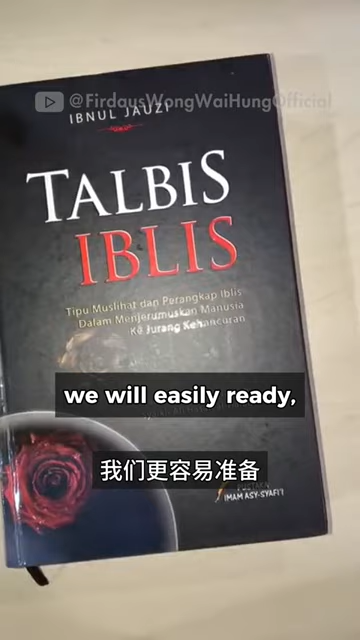 @FirdausWongWaiHungOfficial
IBNUL JAUZI
TALBIS
IBLIS
Tipu Muslihat dan Perangkap Iblis
Dalam Menjerumuskan Manusia
Ke Jurang Kehancuran
we will easily ready,
我们更容易准备
IMAM ASY-SYAFI'I